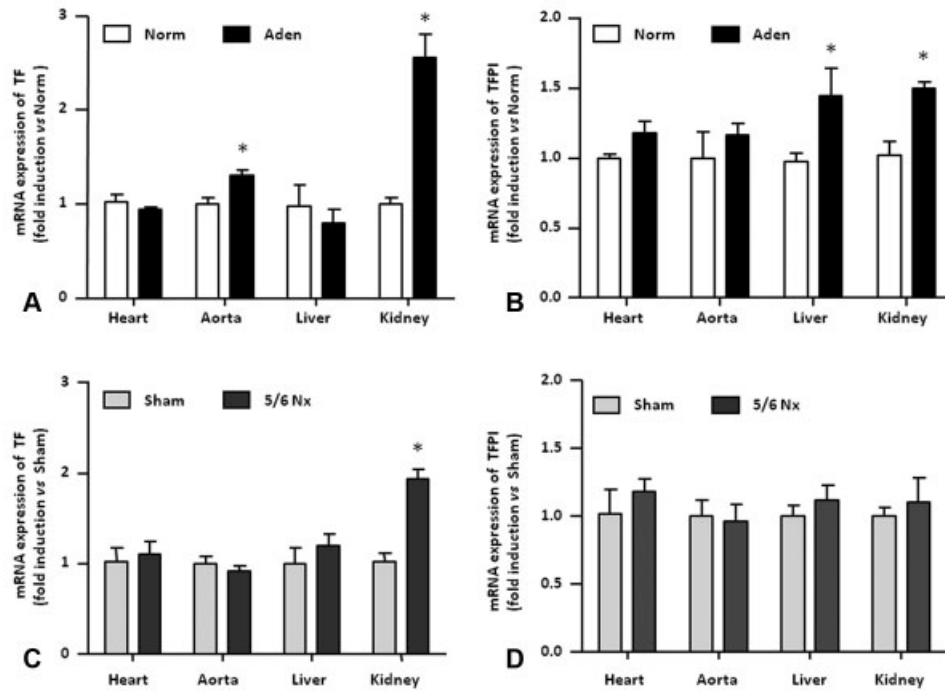 mRNA expression of TF
(fold induction vs Norm)
3
2
1
0
Norm
Aden
*
*
A
Heart
Aorta
Liver
Kidney
mRNA expression of TFPI
(fold induction vs Norm)
2.0
1.5
1.0
0.5
0.0
Norm
Aden
*
*
B
Heart
Aorta
Liver
Kidney
mRNA expression of TF
(fold induction vs Sham)
3
2
1
0
Sham
5/6 Nx
*
C
Heart
Aorta
Liver
Kidney
mRNA expression of TFPI
(fold induction vs Sham)
2.0
1.5
1.0
0.5
0.0
Sham
5/6 Nx
D
Heart
Aorta
Liver
Kidney